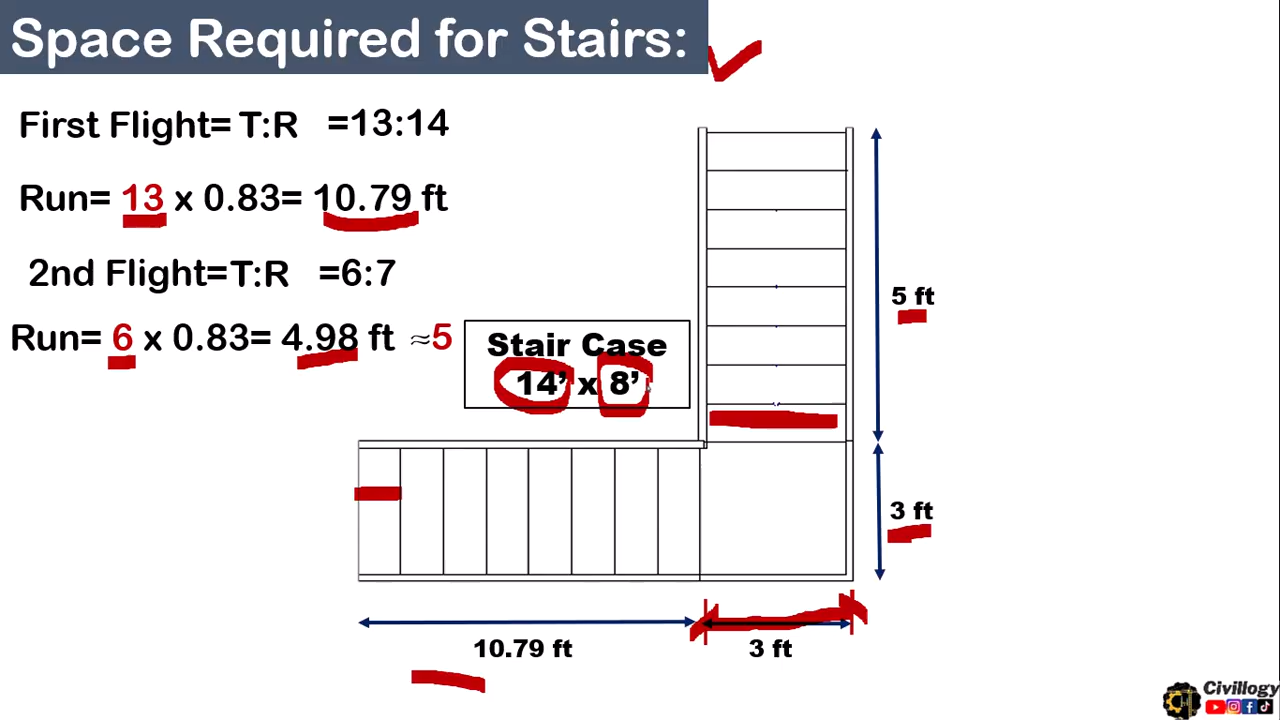 Space Required for Stairs:
First Flight= T:R =13:14
Run= 13 x 0.83= 10.79 ft
2nd Flight= T:R =6:7
Run= 6 x 0.83= 4.98 ft ≈5
Stair Case
14’ x 8’
5 ft
3 ft
10.79 ft
3 ft
Civillogy